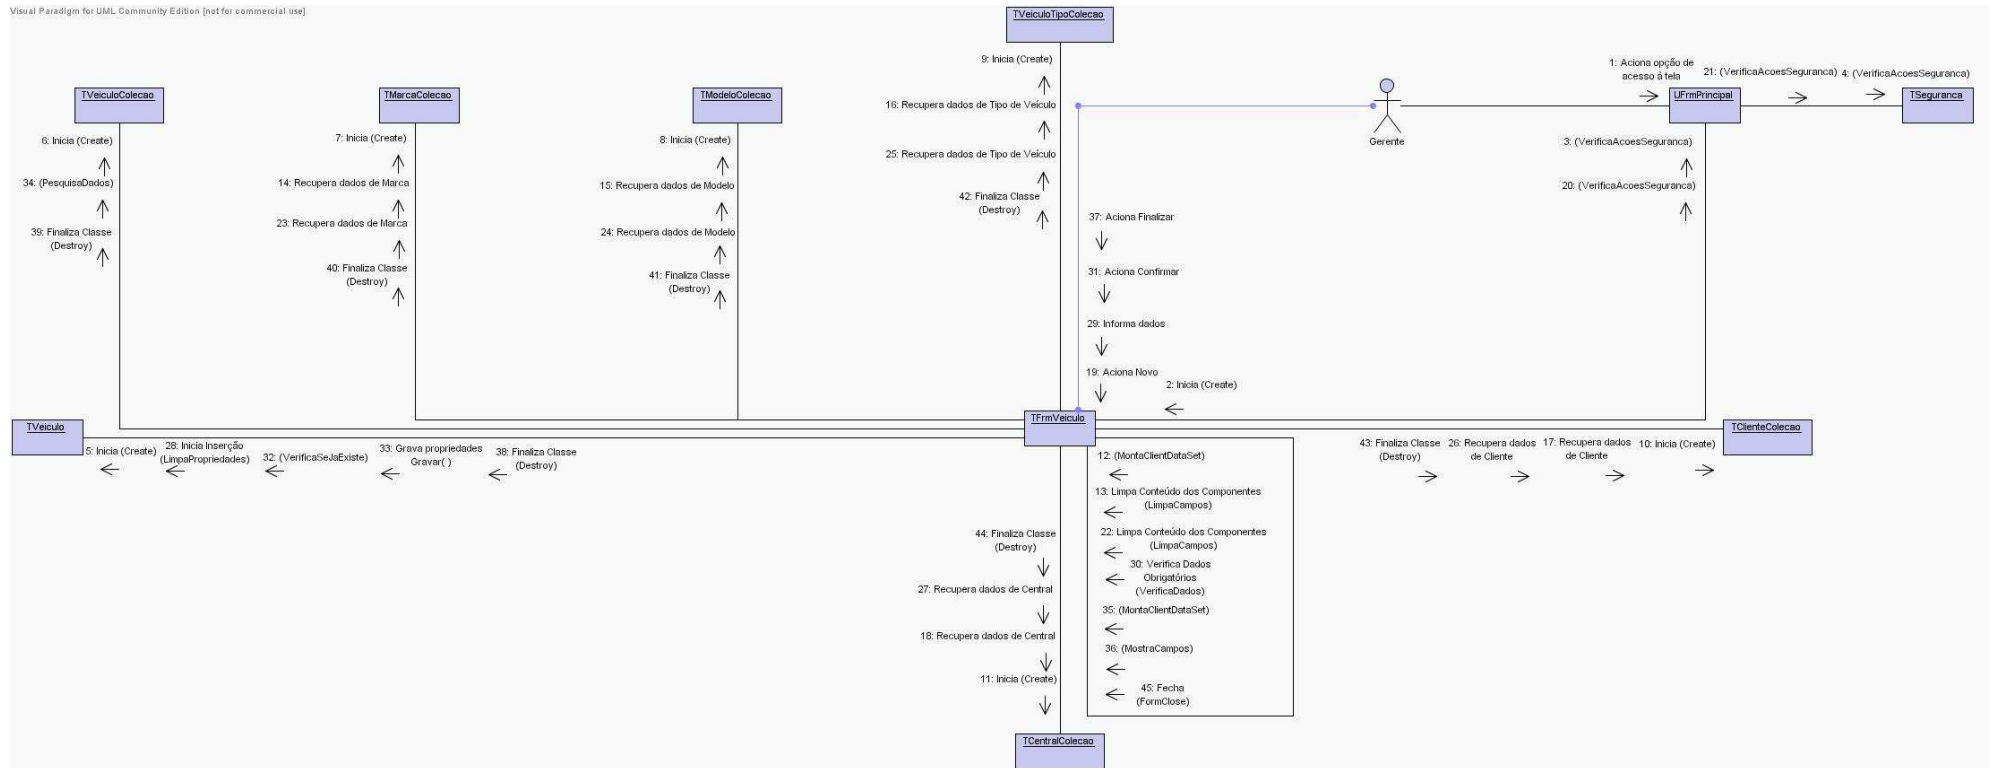 Visual Paradigm for UML Community Edition [not for commercial use]
TVeiculoTipoColecao
9: Inicia (Create)
16: Recupera dados de Tipo de Veículo
25: Recupera dados de Tipo de Veículo
42: Finaliza Classe
(Destroy)
TVeiculoColecao
6: Inicia (Create)
34: (PesquisaDados)
39: Finaliza Classe
(Destroy)
TMarcaColecao
7: Inicia (Create)
14: Recupera dados de Marca
23: Recupera dados de Marca
40: Finaliza Classe
(Destroy)
TModeloColecao
8: Inicia (Create)
15: Recupera dados de Modelo
24: Recupera dados de Modelo
41: Finaliza Classe
(Destroy)
Gerente
1: Aciona opção de
acesso à tela
21: (VerificaAcoesSeguranca)
4: (VerificaAcoesSeguranca)
UFrmPrincipal
TSeguranca
3: (VerificaAcoesSeguranca)
20: (VerificaAcoesSeguranca)
37: Aciona Finalizar
31: Aciona Confirmar
29: Informa dados
19: Aciona Novo
2: Inicia (Create)
TVeiculo
TFrmVeiculo
TClienteColecao
5: Inicia (Create)
28: Inicia Inserção
(LimpaPropriedades)
32: (VerificaSeJaExiste)
33: Grava propriedades
Gravar( )
38: Finaliza Classe
(Destroy)
43: Finaliza Classe
(Destroy)
26: Recupera dados
de Cliente
17: Recupera dados
de Cliente
10: Inicia (Create)
12: (MontaClientDataSet)
13: Limpa Conteúdo dos Componentes
(LimpaCampos)
22: Limpa Conteúdo dos Componentes
(LimpaCampos)
30: Verifica Dados
Obrigatórios
(VerificaDados)
35: (MontaClientDataSet)
36: (MostraCampos)
45: Fecha
(FormClose)
44: Finaliza Classe
(Destroy)
27: Recupera dados de Central
18: Recupera dados de Central
11: Inicia (Create)
TCentralColecao